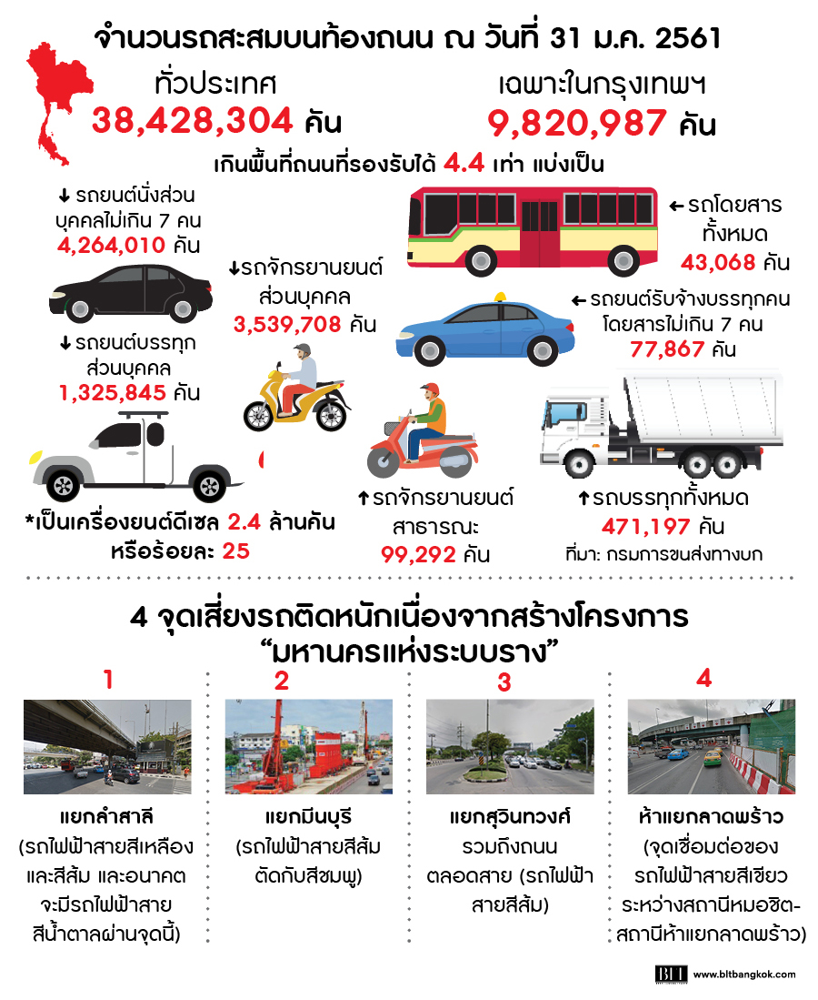 จำนวนรถสะสมบนท้องถนน ณ วันที่ 31 ม.ค. 2561
ทั่วประเทศ
38,428,304 คัน
เฉพาะในกรุงเทพฯ
9,820,987 คัน
เกินพื้นที่ถนนที่รองรับได้ 4.4 เท่า แบ่งเป็น
↓ รถยนต์นั่งส่วน
บุคคลไม่เกิน 7 คน
4,264,010 คัน
← รถโดยสาร
ทั้งหมด
43,068 คัน
↓รถจักรยานยนต์
ส่วนบุคคล
3,539,708 คัน
← รถยนต์รับจ้างบรรทุกคน
โดยสารไม่เกิน 7 คน
77,867 คัน
↓ รถยนต์บรรทุก
ส่วนบุคคล
1,325,845 คัน
↑ รถจักรยานยนต์
สาธารณะ
99,292 คัน
↑ รถบรรทุกทั้งหมด
471,197 คัน
ที่มา: กรมการขนส่งทางบก
*เป็นเครื่องยนต์ดีเซล 2.4 ล้านคัน
หรือร้อยละ 25
4 จุดเสี่ยงรถติดหนักเนื่องจากสร้างโครงการ
“มหานครแห่งระบบราง”
1
แยกลำสาลี
(รถไฟฟ้าสายสีเหลือง
และสีส้ม และอนาคต
จะมีรถไฟฟ้าสาย
สีน้ำตาลผ่านจุดนี้)
2
แยกมีนบุรี
(รถไฟฟ้าสายสีส้ม
ตัดกับสีชมพู)
3
แยกสุวินทวงศ์
รวมถึงถนน
ตลอดสาย (รถไฟฟ้า
สายสีส้ม)
4
ห้าแยกลาดพร้าว
(จุดเชื่อมต่อของ
รถไฟฟ้าสายสีเขียว
ระหว่างสถานีหมอชิต-
สถานีห้าแยกลาดพร้าว)
BLT www.bltbangkok.com